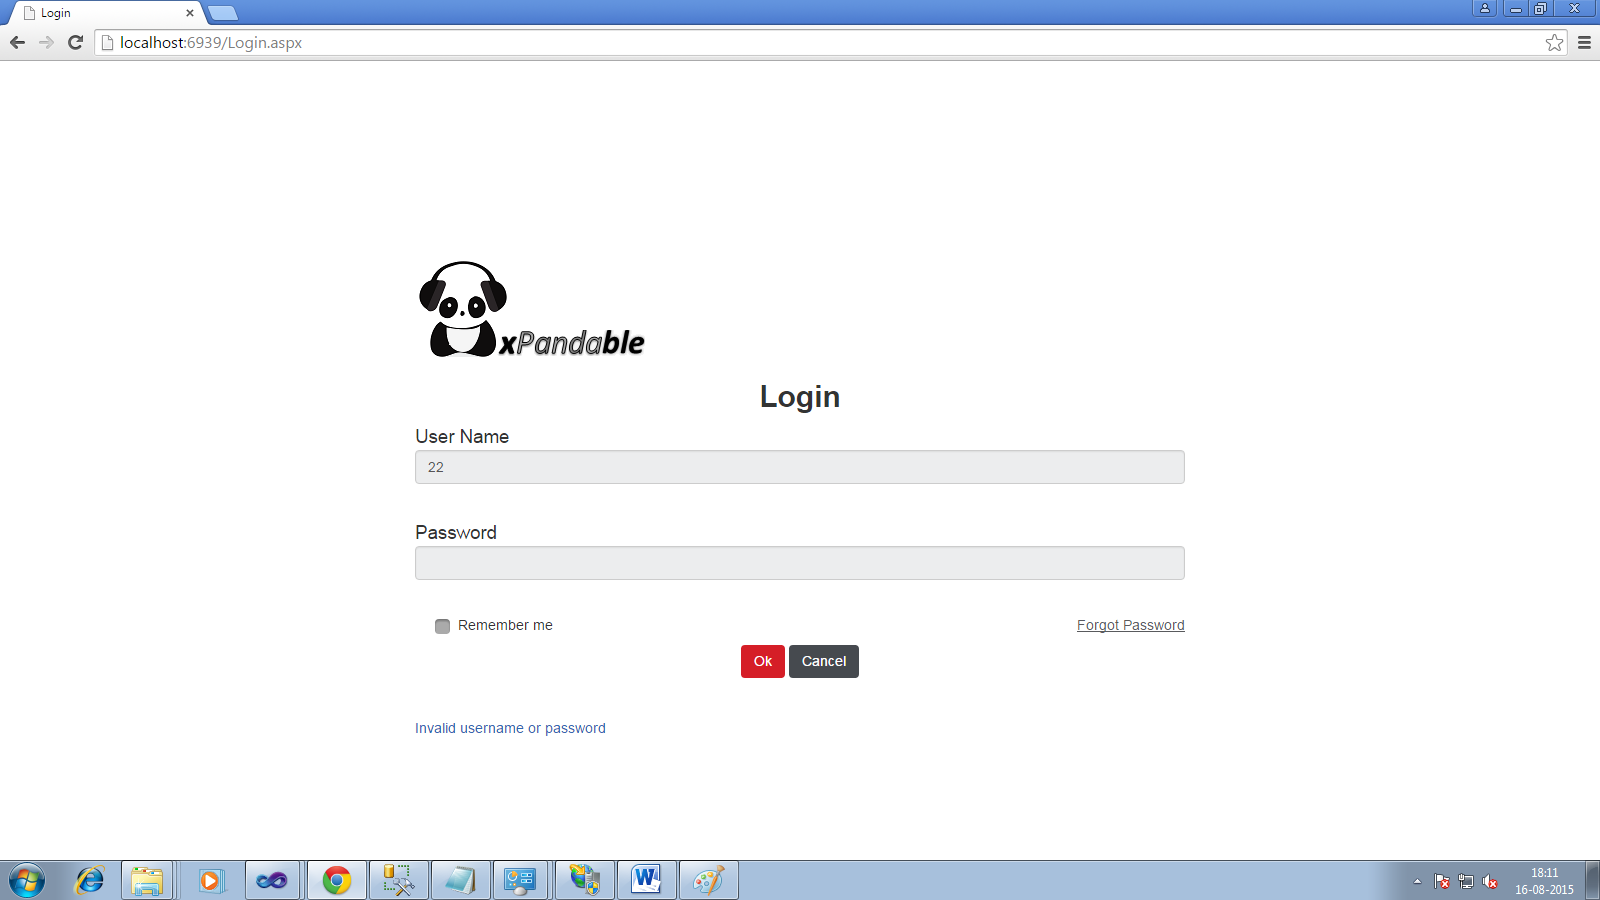 Login
localhost:6939/Login.aspx
xPandable
Login
User Name
22
Password
Remember me
Forgot Password
Ok
Cancel
Invalid username or password
18:11
16-08-2015